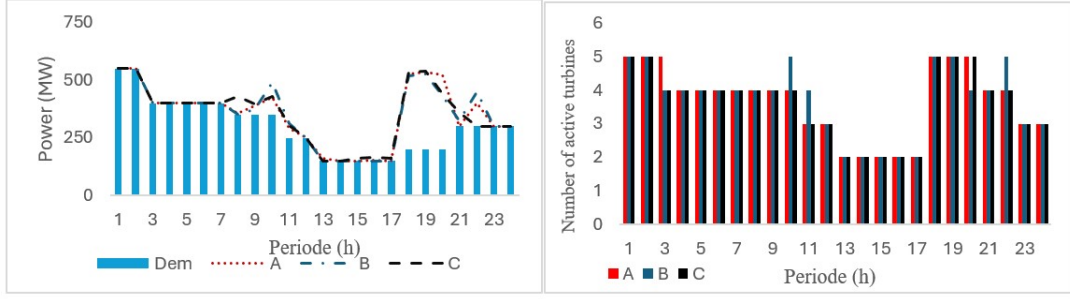 750
500
250
0
Power (MW)
1 3 5 7 9 11 13 15 17 19 21 23
Periode (h)
Dem A B C
6
5
4
3
2
1
0
Number of active turbines
1 3 5 7 9 11 13 15 17 19 21 23
A B C
Periode (h)